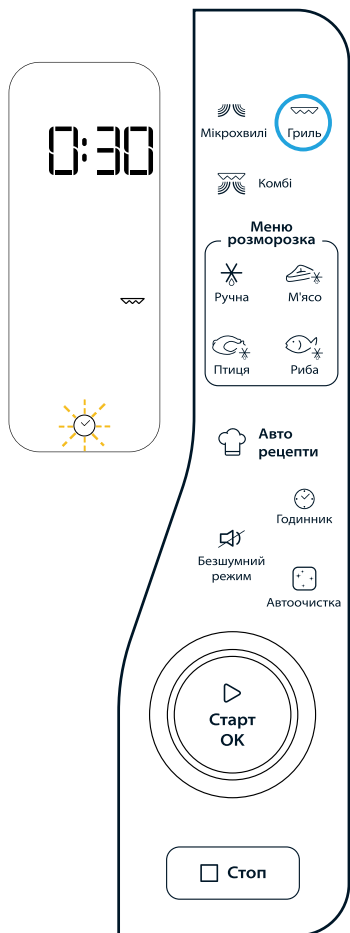 0:30
Мікрохвилі
Гриль
Комбі
Меню
розморозка
Ручна
М'ясо
Птиця
Риба
Авто
рецепти
Годинник
Безшумний
режим
Автоочистка
Старт
ОК
Стоп